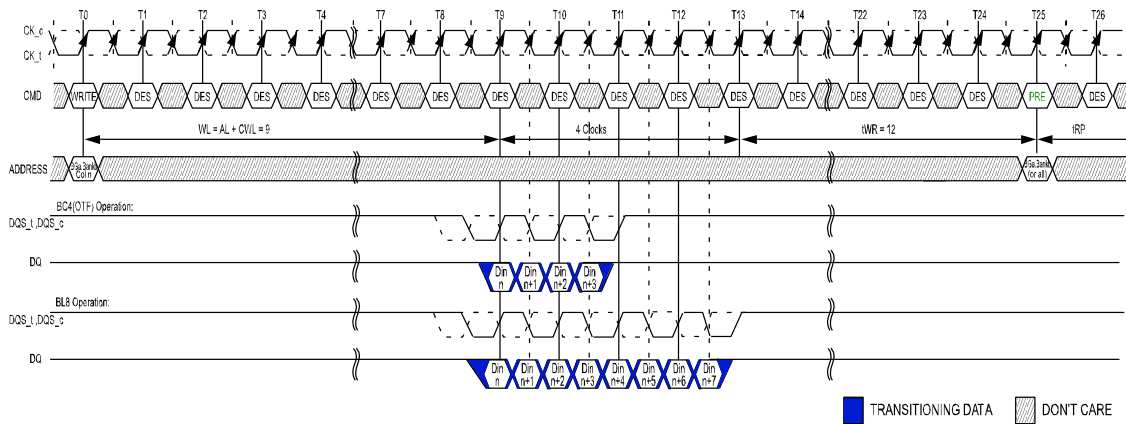 T0 T1 T2 T3 T4 T7 T8 T9 T10 T11 T12 T13 T14 T22 T23 T24 T25 T26
CK_c
CK_t
CMD WRITE DES DES DES DES DES DES DES DES DES DES DES DES DES DES DES PRE DES
WL = AL + CWL = 9 4 Clocks tWR = 12 tRP
ADDRESS
Col n (or all)
BC4(OTF) Operation:
DQS_t ,DQS_c
DQ
Din n Din n+1 Din n+2 Din n+3
BL8 Operation:
DQS_t ,DQS_c
DQ
Din n Din n+1 Din n+2 Din n+3 Din n+4 Din n+5 Din n+6 Din n+7
TRANSITIONING DATA DON'T CARE